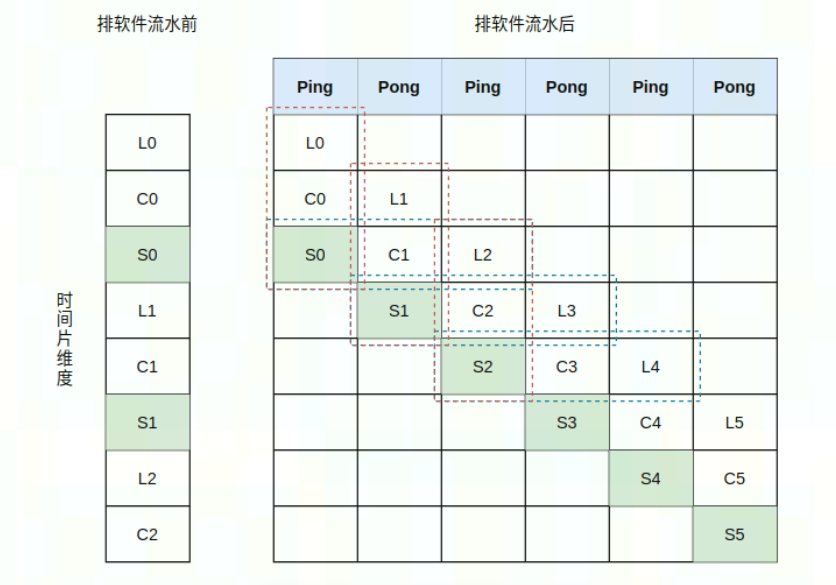 排软件流水前
排软件流水后
Ping Pong Ping Pong Ping Pong
L0 L0
C0 C0 L1
S0 S0 C1 L2
L1 S1 C2 L3
C1 S2 C3 L4
S1 S3 C4 L5
L2 S4 C5
C2 S5
时间片维度